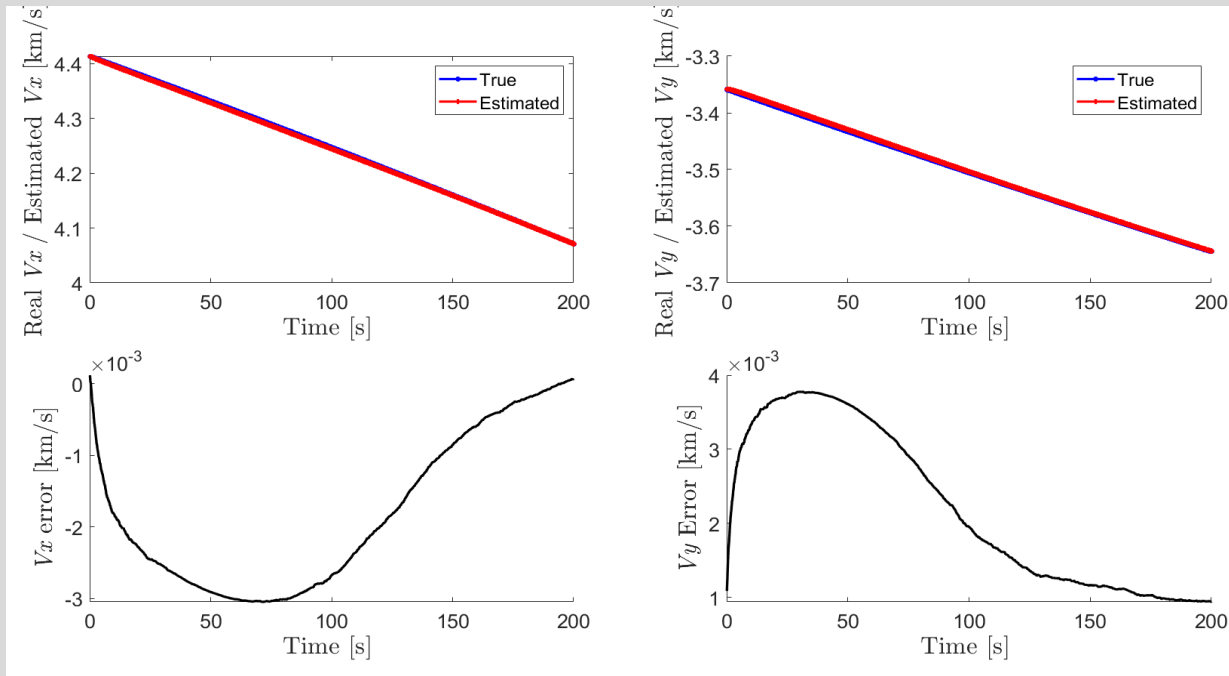 Real Vx / Estimated Vx [km/s]
4.4
4.3
4.2
4.1
4
True
Estimated
0 50 100 150 200
Time [s]
Real Vy / Estimated Vy [km/s]
-3.3
-3.4
-3.5
-3.6
-3.7
True
Estimated
0 50 100 150 200
Time [s]
×10-3
Vx error [km/s]
0
-1
-2
-3
0 50 100 150 200
Time [s]
×10-3
Vy Error [km/s]
4
3
2
1
0 50 100 150 200
Time [s]